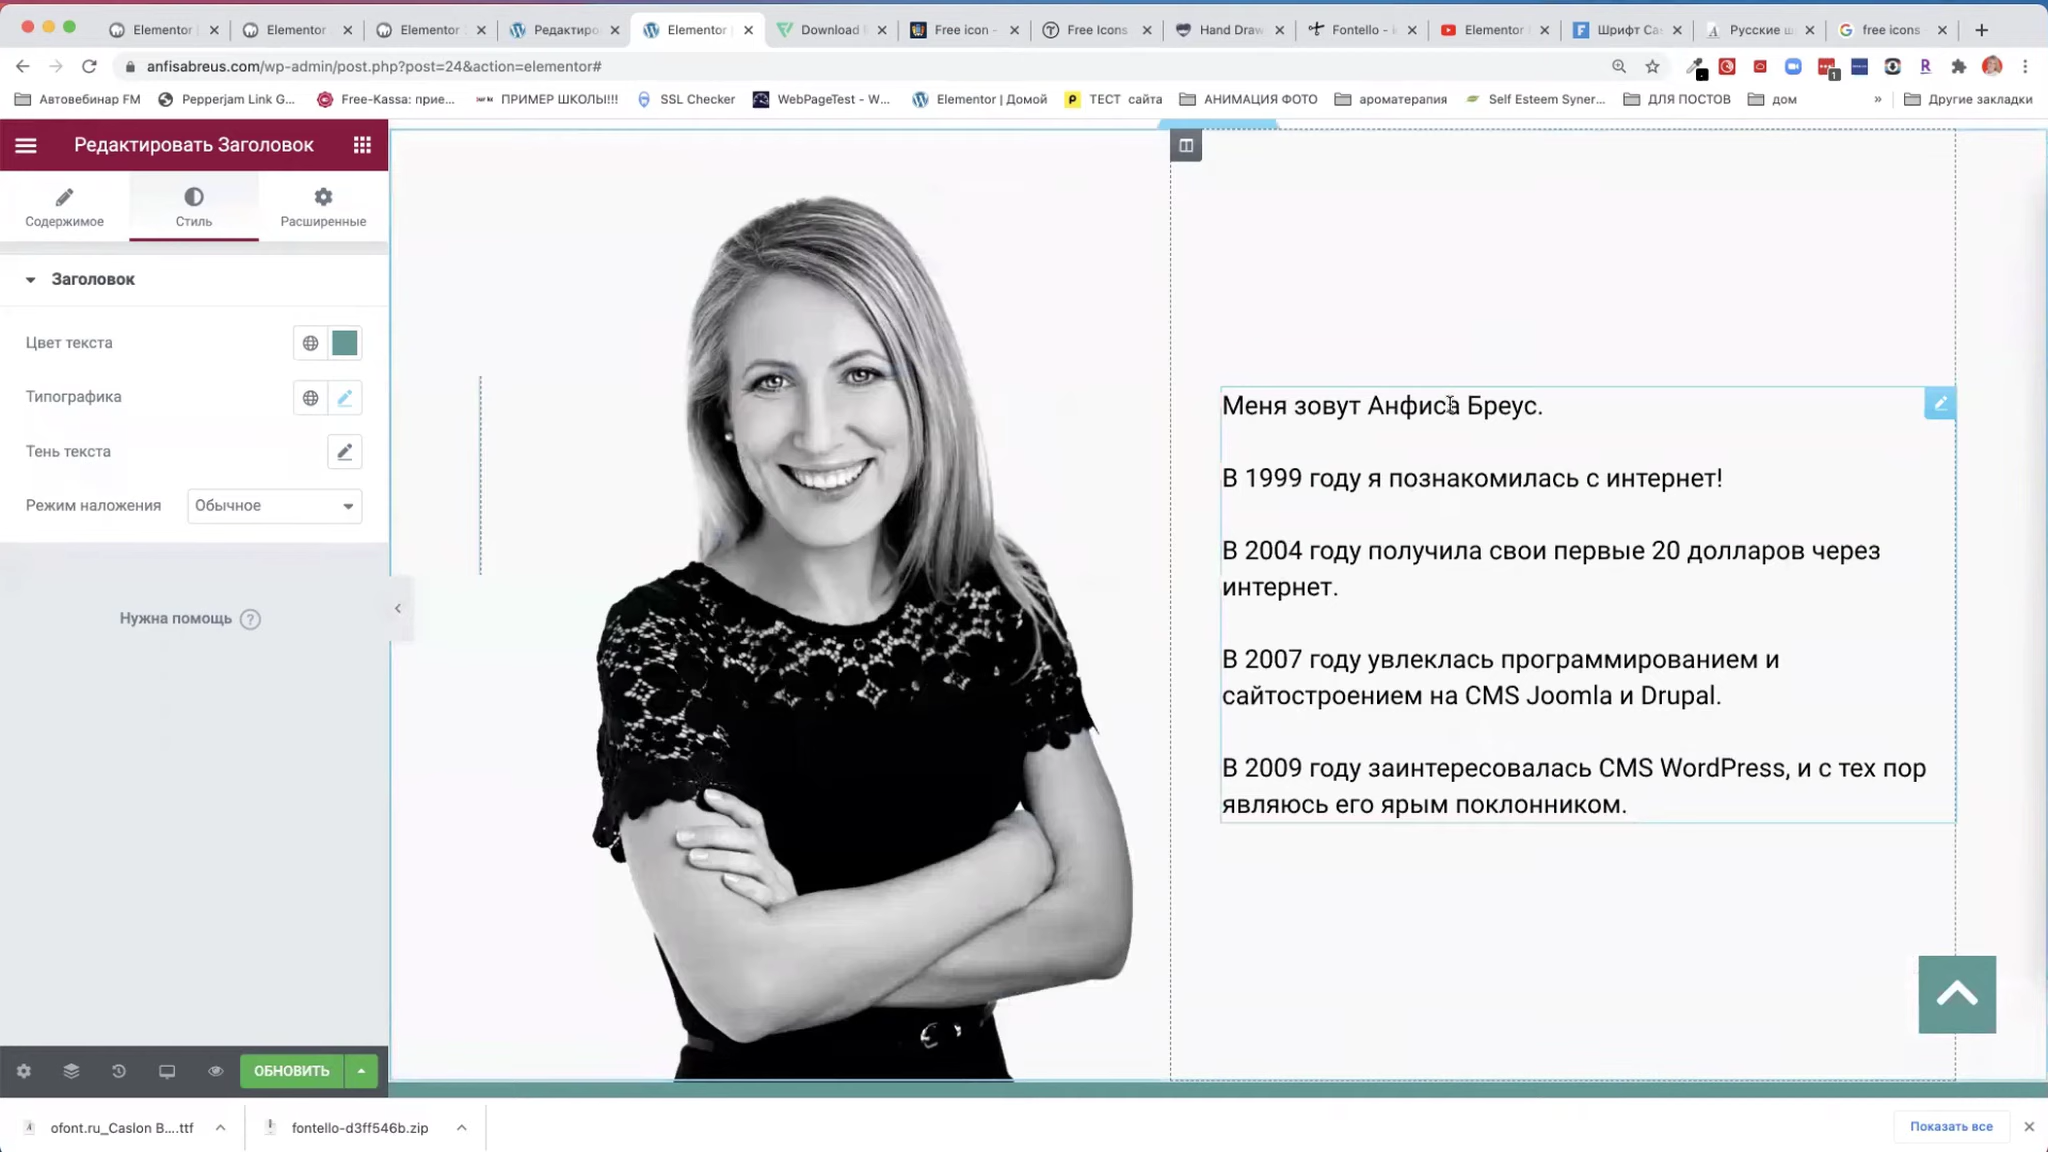 Elementor
Elementor
Elementor
Редактиро
Elementor
Download
Free icon -
Free Icons
Hand Draw
Fontello - i
Elementor
Шрифт Ca
Русские ш
free icons
anfisabreus.com/wp-admin/post.php?post=24&action=elementor#
Автовебинар FM
Pepperjam Link G...
Free-Kassa: прие...
ПРИМЕР ШКОЛЫ!!!
SSL Checker
WebPageTest - W...
Elementor | Домой
ТЕСТ сайта
АНИМАЦИЯ ФОТО
ароматерапия
Self Esteem Syner...
ДЛЯ ПОСТОВ
дом
»
Другие закладки
Редактировать Заголовок
Содержимое
Стиль
Расширенные
Заголовок
Цвет текста
Типографика
Тень текста
Режим наложения
Обычное
Нужна помощь ?
Меня зовут Анфиса Бреус.
В 1999 году я познакомилась с интернет!
В 2004 году получила свои первые 20 долларов через
интернет.
В 2007 году увлеклась программированием и
сайтостроением на CMS Joomla и Drupal.
В 2009 году заинтересовалась CMS WordPress, и с тех пор
являюсь его ярым поклонником.
ОБНОВИТЬ
ofont.ru_Caslon B....ttf
fontello-d3ff546b.zip
Показать все